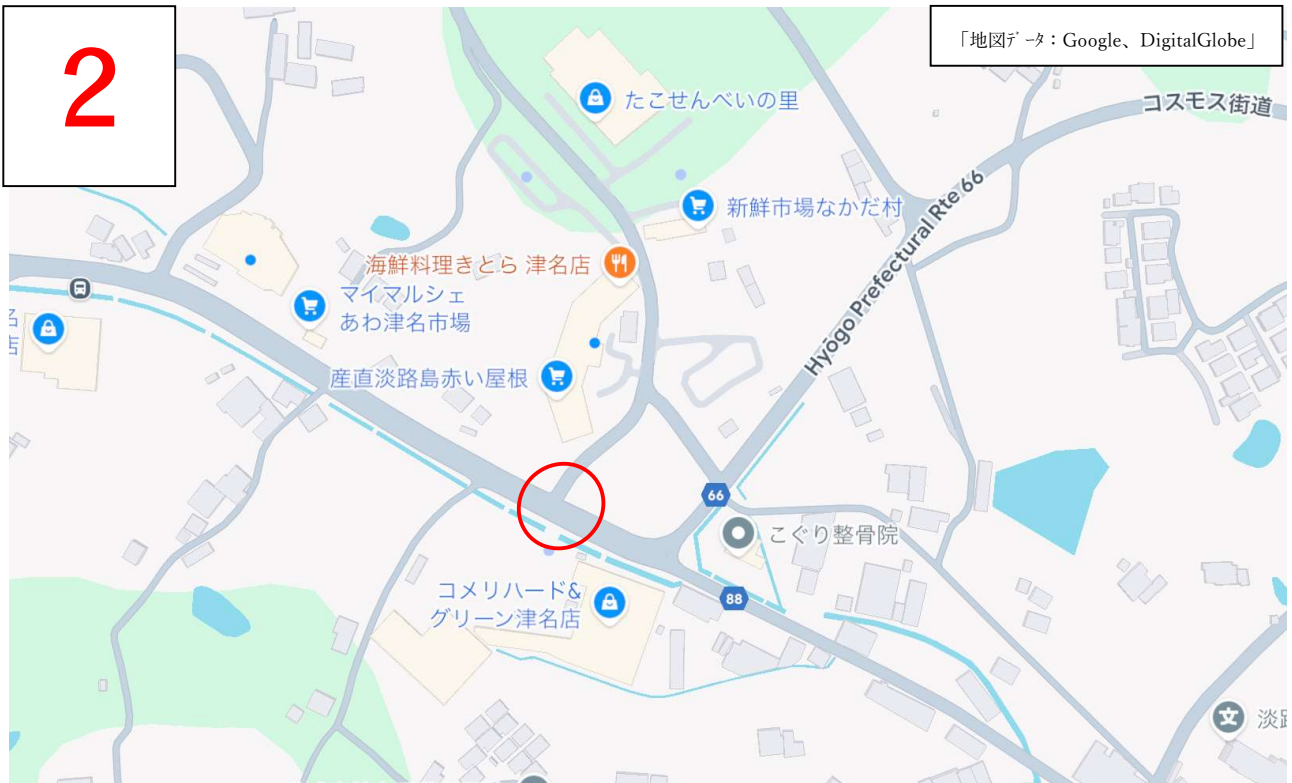 2
「地図ﾃﾞｰﾀ：Google、DigitalGlobe」
たこせんべいの里
コスモス街道
新鮮市場なかだ村
Hyōgo Prefectural Rte 66
海鮮料理きとら 津名店
マイマルシェ
あわ津名市場
名
店
産直淡路島赤い屋根
66
こぐり整骨院
コメリハード&
グリーン津名店
88
文
淡路